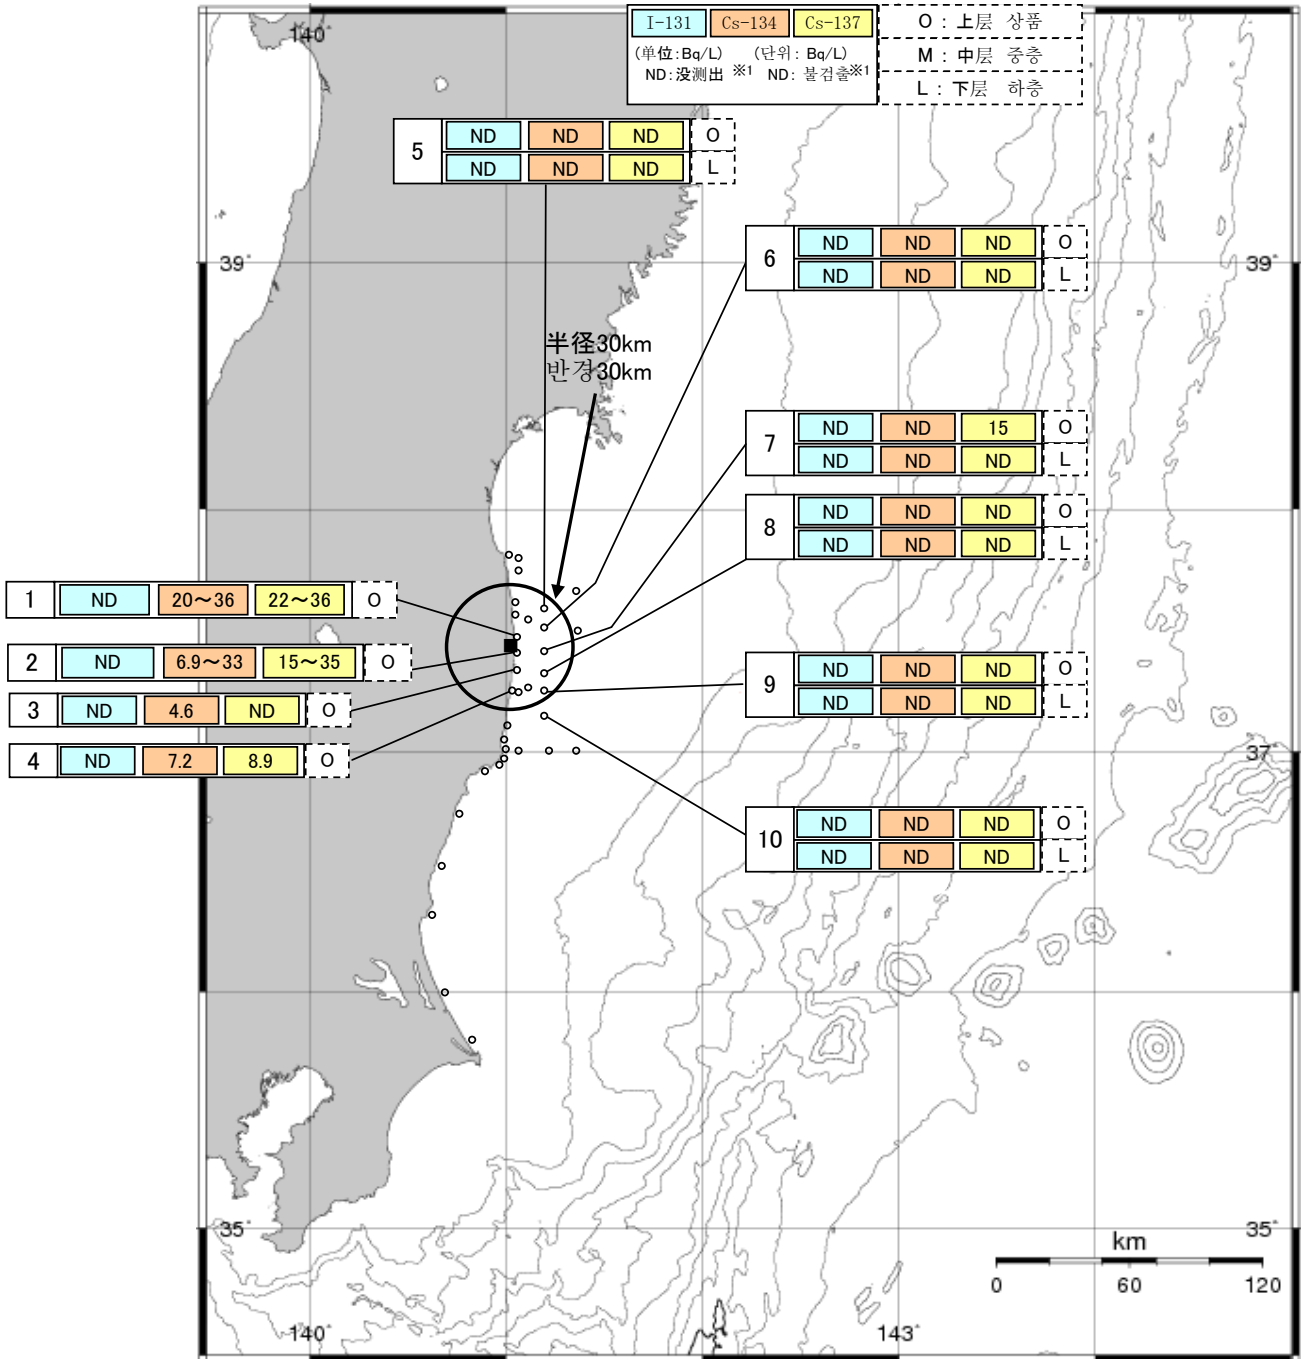 140°
I-131 Cs-134 Cs-137
(単位:Bq/L) (단위: Bq/L)
ND:没测出 ※1 ND: 불검출※1
O : 上层 상품
M : 中层 중층
L : 下层 하층
5 ND ND ND O
ND ND ND L
6 ND ND ND O
ND ND ND L
39° 39°
半径30km
반경30km
7 ND ND 15 O
ND ND ND L
8 ND ND ND O
ND ND ND L
1 ND 20～36 22～36 O
2 ND 6.9～33 15～35 O
3 ND 4.6 ND O
4 ND 7.2 8.9 O
9 ND ND ND O
ND ND ND L
37°
10 ND ND ND O
ND ND ND L
35° 35°
km
0 60 120
140° 143°